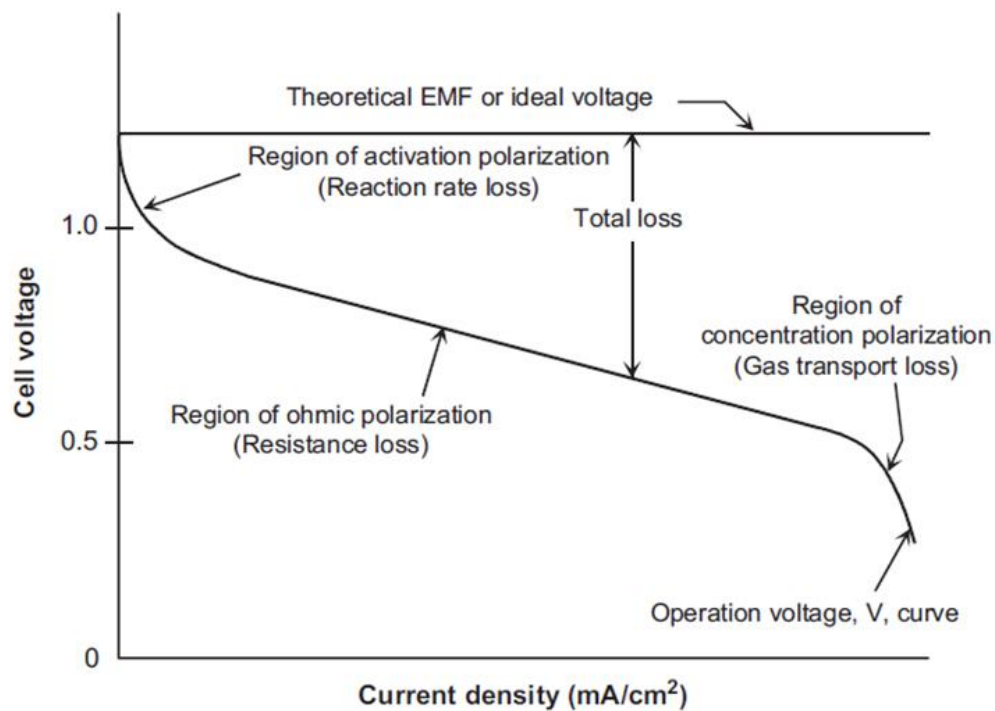 Theoretical EMF or ideal voltage
Region of activation polarization
(Reaction rate loss)
Total loss
1.0
Region of
concentration polarization
(Gas transport loss)
Cell voltage
Region of ohmic polarization
(Resistance loss)
0.5
Operation voltage, V, curve
0
Current density (mA/cm²)